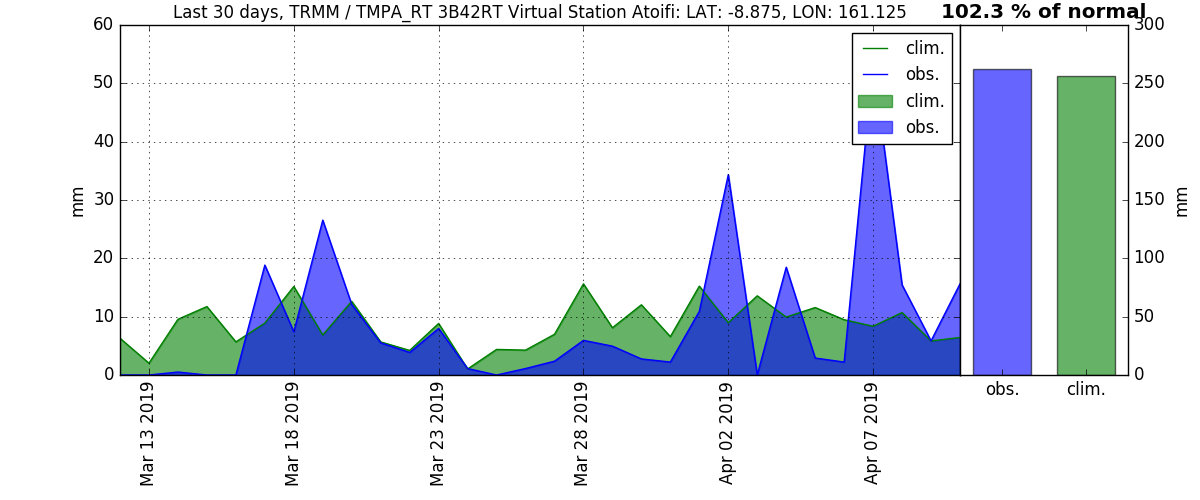 Last 30 days, TRMM / TMPA_RT 3B42RT Virtual Station Atoifi: LAT: -8.875, LON: 161.125
102.3 % of normal
60
50
40
30
20
10
0
mm
clim.
obs.
clim.
obs.
300
250
200
150
100
50
0
mm
Mar 13 2019
Mar 18 2019
Mar 23 2019
Mar 28 2019
Apr 02 2019
Apr 07 2019
obs.
clim.